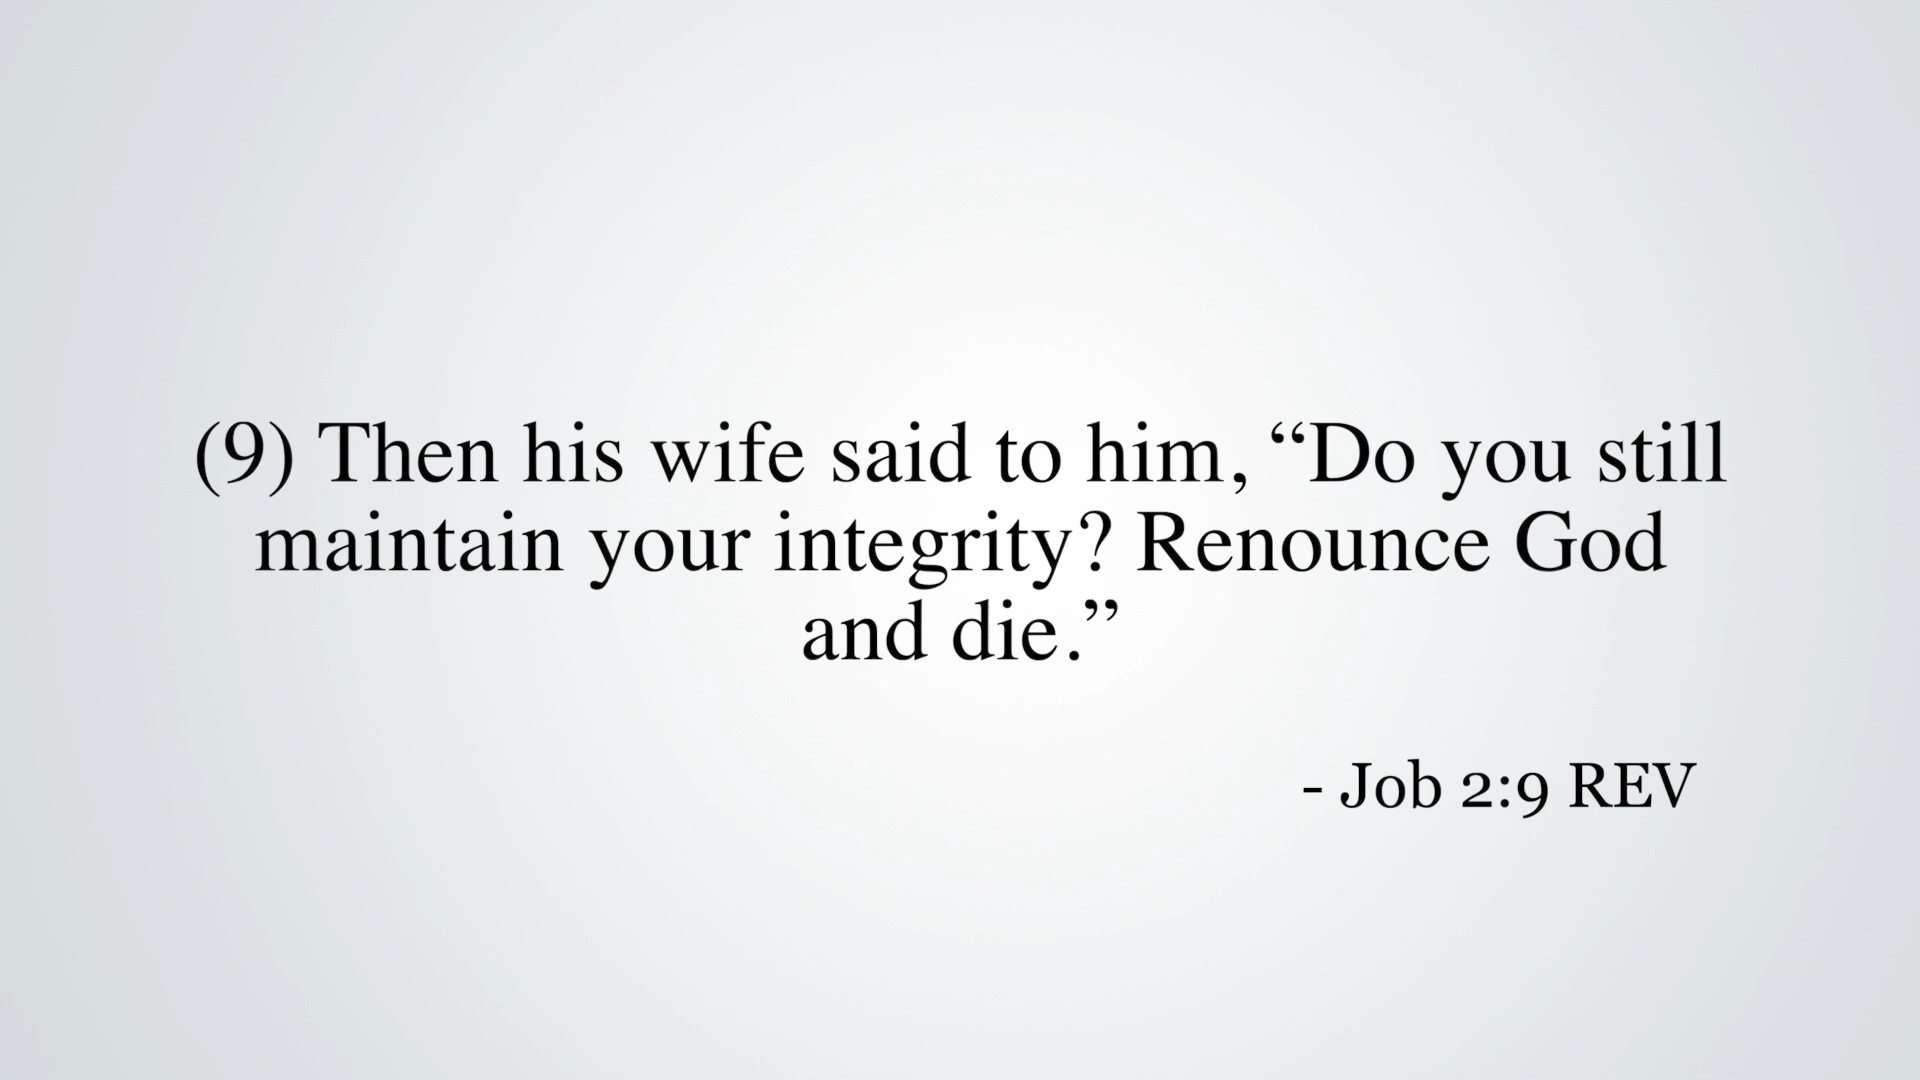 (9) Then his wife said to him, “Do you still
maintain your integrity? Renounce God
and die.”
- Job 2:9 REV